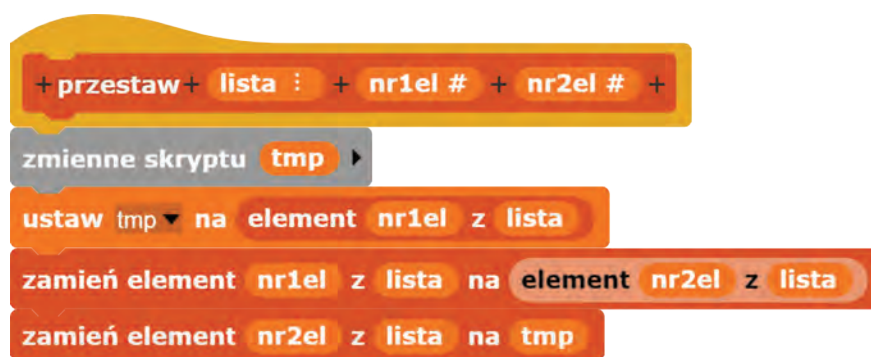 + przestaw + lista ⋮ + nr1el # + nr2el # +
zmienne skryptu tmp
ustaw tmp na element nr1el z lista
zamień element nr1el z lista na element nr2el z lista
zamień element nr2el z lista na tmp